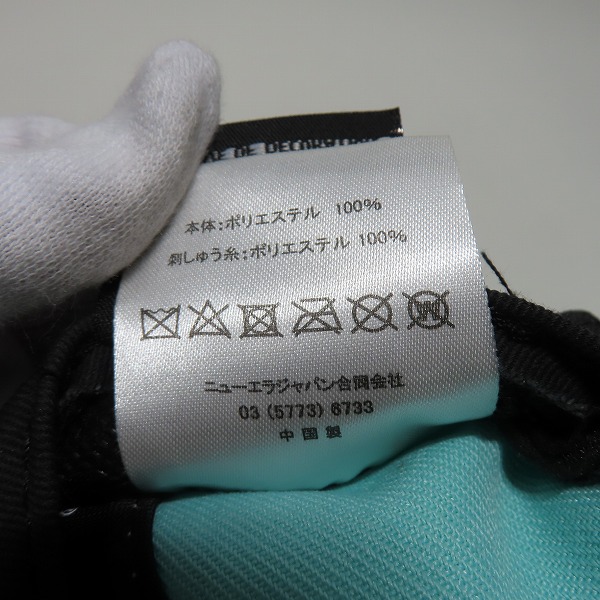 DE DECORATION
本体:ポリエステル 100%
刺しゅう糸:ポリエステル 100%
ニューエラジャパン合同会社
03 (5773) 6733
中国製